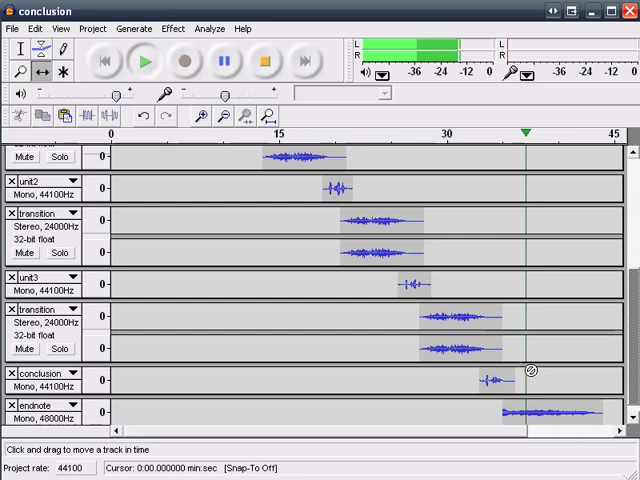 conclusion
File Edit View Project Generate Effect Analyze Help
L
R
-36 -24 -12 0
L
R
-36 -24 -12 0
0 15 30 45
Mute Solo
0
unit2
Mono, 44100Hz
0
transition
Stereo, 24000Hz
32-bit float
Mute Solo
0
0
unit3
Mono, 44100Hz
0
transition
Stereo, 24000Hz
32-bit float
Mute Solo
0
0
conclusion
Mono, 44100Hz
0
endnote
Mono, 48000Hz
0
Click and drag to move a track in time
Project rate: 44100 Cursor: 0:00.000000 min:sec [Snap-To Off]